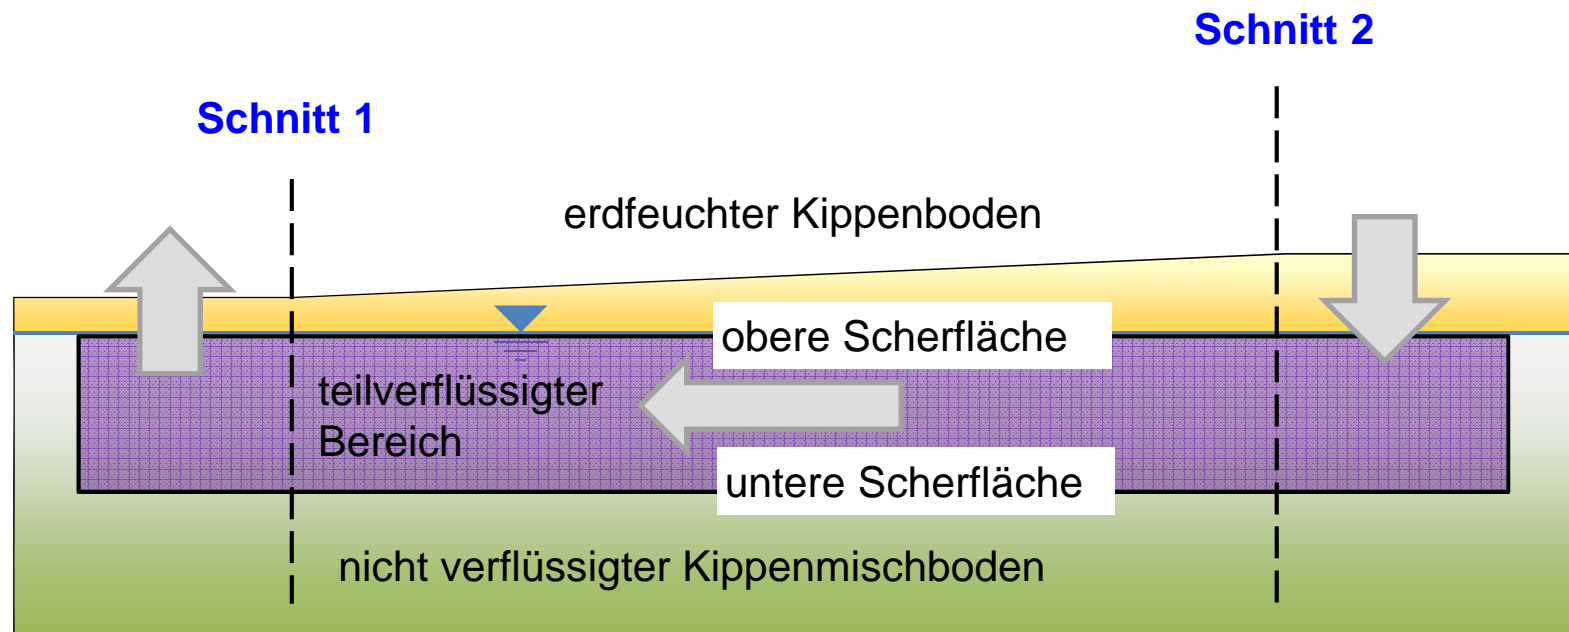 Schnitt 2
Schnitt 1
erdfeuchter Kippenboden
obere Scherfläche
teilverflüssigter
Bereich
untere Scherfläche
nicht verflüssigter Kippenmischboden